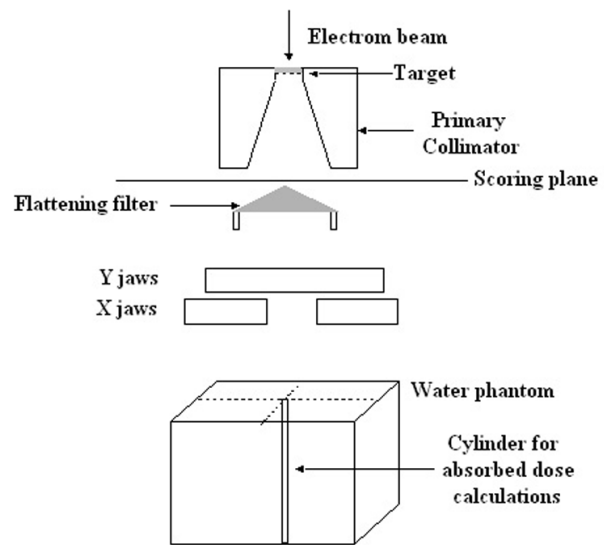 Electrom beam
Target
Primary
Collimator
Scoring plane
Flattening filter
Y jaws
X jaws
Water phantom
Cylinder for
absorbed dose
calculations